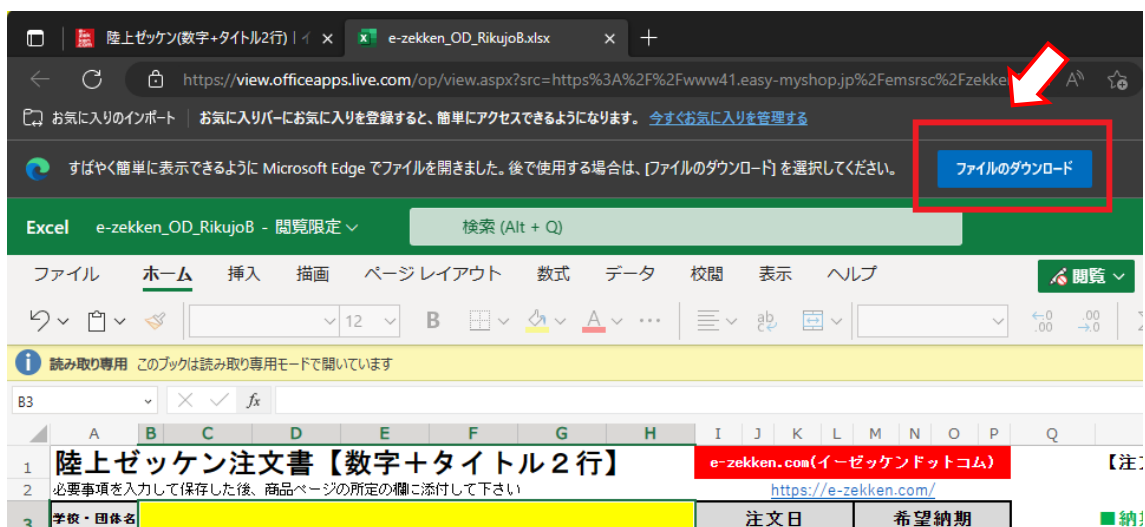 陸上ゼッケン(数字+タイトル2行) | イ
e-zekken_OD_RikujoB.xlsx
https://view.officeapps.live.com/op/view.aspx?src=https%3A%2F%2Fwww41.easy-myshop.jp%2Femsrsc%2Fzekke
お気に入りのインポート
お気に入りバーにお気に入りを登録すると、簡単にアクセスできるようになります。 今すぐお気に入りを管理する
すばやく簡単に表示できるように Microsoft Edge でファイルを開きました。後で使用する場合は、[ファイルのダウンロード] を選択してください。
ファイルのダウンロード
Excel e-zekken_OD_RikujoB - 閲覧限定
検索 (Alt + Q)
ファイル ホーム 挿入 描画 ページ レイアウト 数式 データ 校閲 表示 ヘルプ 閲覧
12 B A ab
読み取り専用 このブックは読み取り専用モードで開いています
B3 fx
A B C D E F G H I J K L M N O P Q
1 陸上ゼッケン注文書【数字+タイトル2行】 e-zekken.com(イーゼッケンドットコム) 【注
2 必要事項を入力して保存した後、商品ページの所定の欄に添付して下さい https://e-zekken.com/
3 学校・団体名 注文日 希望納期 ■納